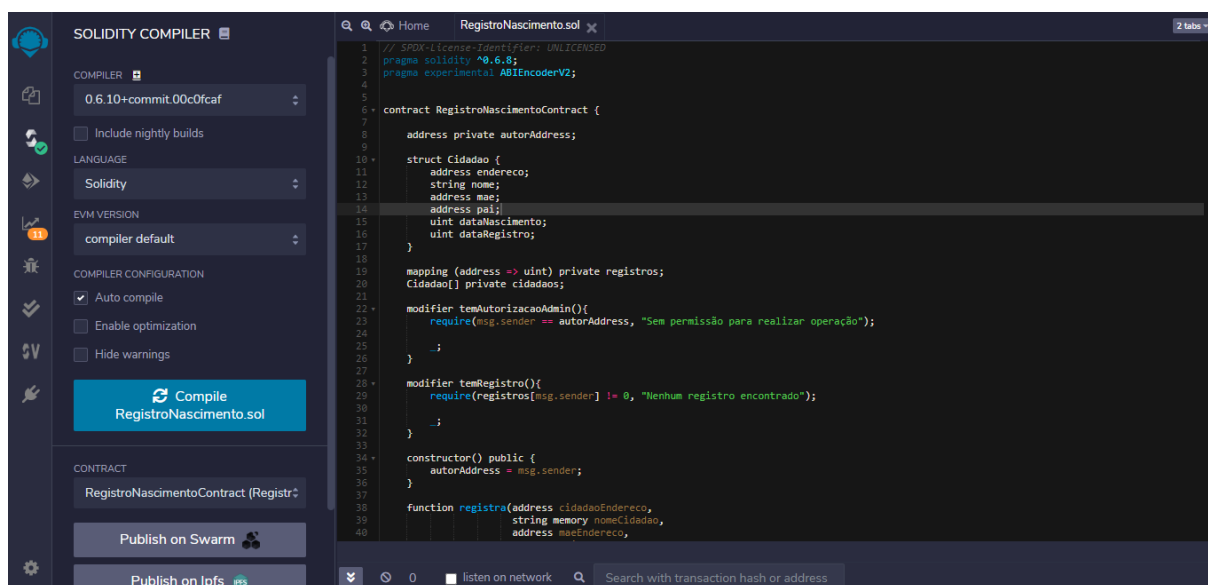 SOLIDITY COMPILER
COMPILER
0.6.10+commit.00c0fcaf
Include nightly builds
LANGUAGE
Solidity
EVM VERSION
compiler default
COMPILER CONFIGURATION
Auto compile
Enable optimization
Hide warnings
Compile
RegistroNascimento.sol
CONTRACT
RegistroNascimentoContract (Registr
Publish on Swarm
Publish on Ipfs
IPFS
11
SV
Home
RegistroNascimento.sol
2 tabs
1 // SPDX-License-Identifier: UNLICENSED
2 pragma solidity ^0.6.8;
3 pragma experimental ABIEncoderV2;
4
5
6 contract RegistroNascimentoContract {
7
8 address private autorAddress;
9
10 struct Cidadao {
11 address endereco;
12 string nome;
13 address mae;
14 address pai;
15 uint dataNascimento;
16 uint dataRegistro;
17 }
18
19 mapping (address => uint) private registros;
20 Cidadao[] private cidadaos;
21
22 modifier temAutorizacaoAdmin(){
23 require(msg.sender == autorAddress, "Sem permissão para realizar operação");
24
25 _;
26 }
27
28 modifier temRegistro(){
29 require(registros[msg.sender] != 0, "Nenhum registro encontrado");
30
31 _;
32 }
33
34 constructor() public {
35 autorAddress = msg.sender;
36 }
37
38 function registra(address cidadaoEndereco,
39 string memory nomeCidadao,
40 address maeEndereco,
0
listen on network
Search with transaction hash or address